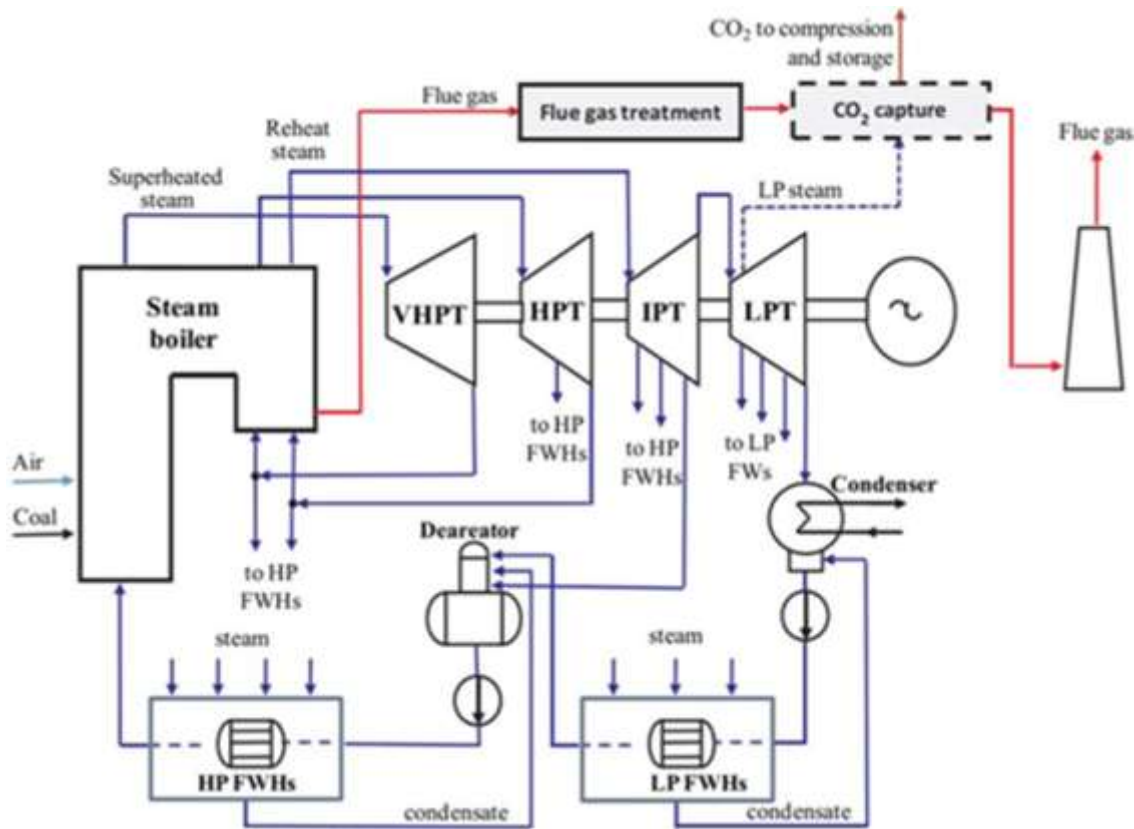 CO2 to compression
and storage
Flue gas
Flue gas treatment
CO2 capture
Flue gas
Reheat
steam
Superheated
steam
LP steam
Steam
boiler
VHPT
HPT
IPT
LPT
to HP
FWHs
to HP
FWHs
to LP
FWs
Air
Coal
Condenser
Deareator
to HP
FWHs
steam
steam
HP FWHs
LP FWHs
condensate
condensate